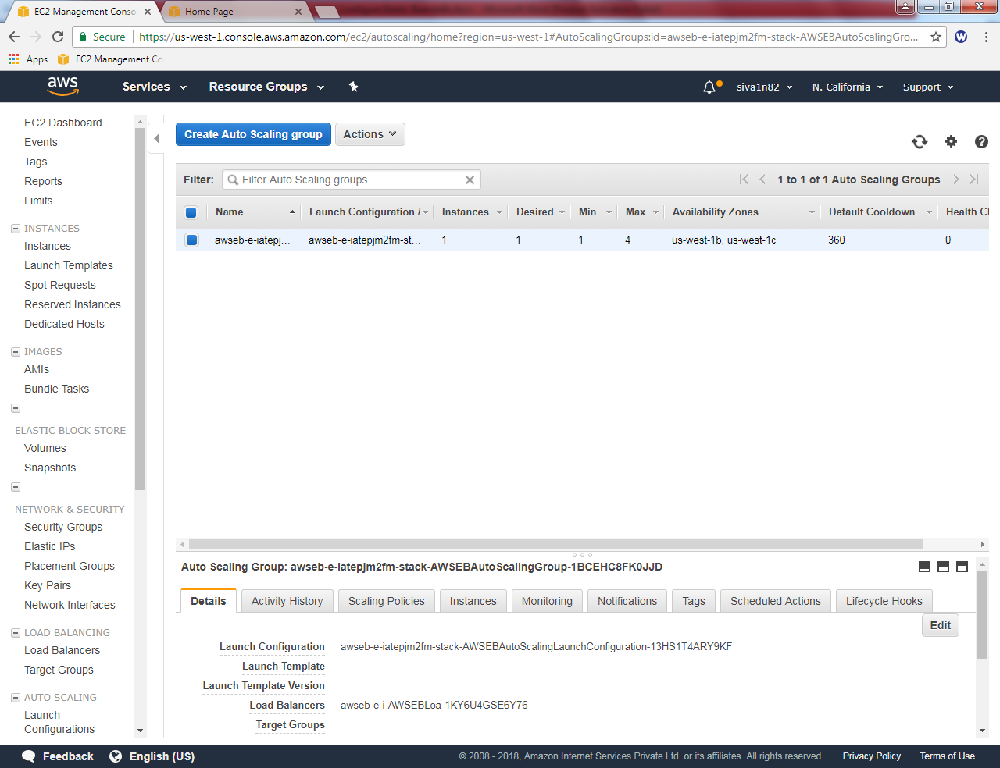 EC2 Management Conso
Home Page
Secure
https://us-west-1.console.aws.amazon.com/ec2/autoscaling/home?region=us-west-1#AutoScalingGroups:id=awseb-e-iatepjm2fm-stack-AWSEBAutoScalingGro...
W
Apps
EC2 Management Co
aws
Services
Resource Groups
siva1n82
N. California
Support
EC2 Dashboard
Events
Tags
Reports
Limits
INSTANCES
Instances
Launch Templates
Spot Requests
Reserved Instances
Dedicated Hosts
IMAGES
AMIs
Bundle Tasks
ELASTIC BLOCK STORE
Volumes
Snapshots
NETWORK & SECURITY
Security Groups
Elastic IPs
Placement Groups
Key Pairs
Network Interfaces
LOAD BALANCING
Load Balancers
Target Groups
AUTO SCALING
Launch
Configurations
Create Auto Scaling group
Actions
Filter:
Filter Auto Scaling groups...
1 to 1 of 1 Auto Scaling Groups
Name Launch Configuration / Instances Desired Min Max Availability Zones Default Cooldown Health Cl
awseb-e-iatepj... awseb-e-iatepjm2fm-st... 1 1 1 4 us-west-1b, us-west-1c 360 0
Auto Scaling Group: awseb-e-iatepjm2fm-stack-AWSEBAutoScalingGroup-1BCEHC8FK0JJD
Details Activity History Scaling Policies Instances Monitoring Notifications Tags Scheduled Actions Lifecycle Hooks
Edit
Launch Configuration awseb-e-iatepjm2fm-stack-AWSEBAutoScalingLaunchConfiguration-13HS1T4ARY9KF
Launch Template
Launch Template Version
Load Balancers awseb-e-i-AWSEBLoa-1KY6U4GSE6Y76
Target Groups
Feedback
English (US)
© 2008 - 2018, Amazon Internet Services Private Ltd. or its affiliates. All rights reserved.
Privacy Policy
Terms of Use